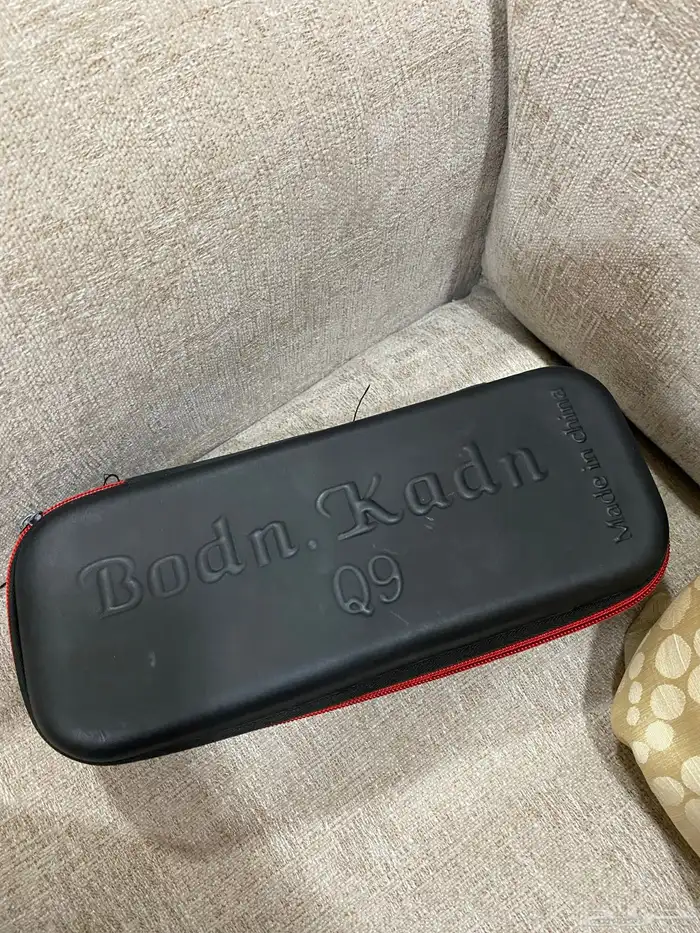 Bodn. Kadn
Q9
Made in china